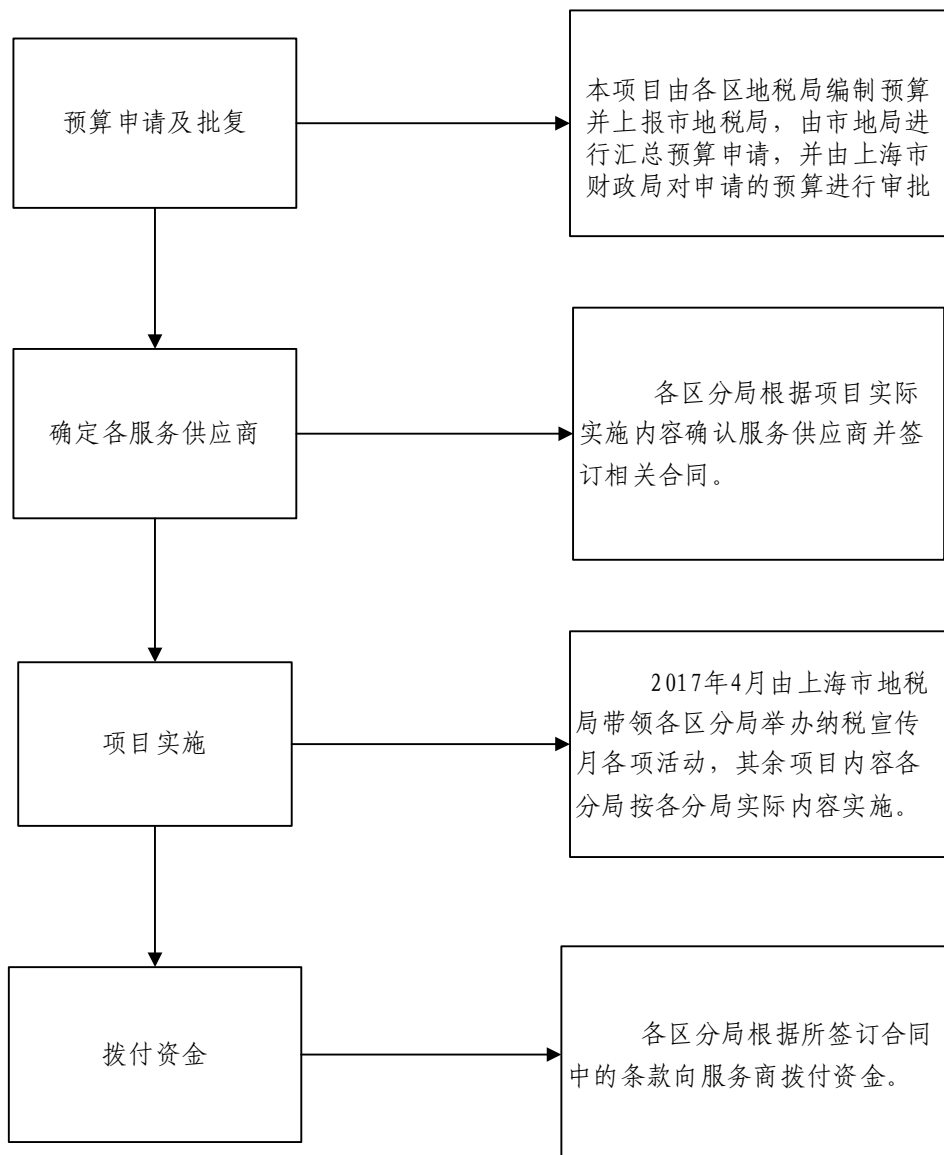 预算申请及批复
本项目由各区地税局编制预算
并上报市地税局，由市地局进
行汇总预算申请，并由上海市
财政局对申请的预算进行审批
确定各服务供应商
各区分局根据项目实际
实施内容确认服务供应商并签
订相关合同。
项目实施
2017年4月由上海市地税
局带领各区分局举办纳税宣传
月各项活动，其余项目内容各
分局按各分局实际内容实施。
拨付资金
各区分局根据所签订合同
中的条款向服务商拨付资金。